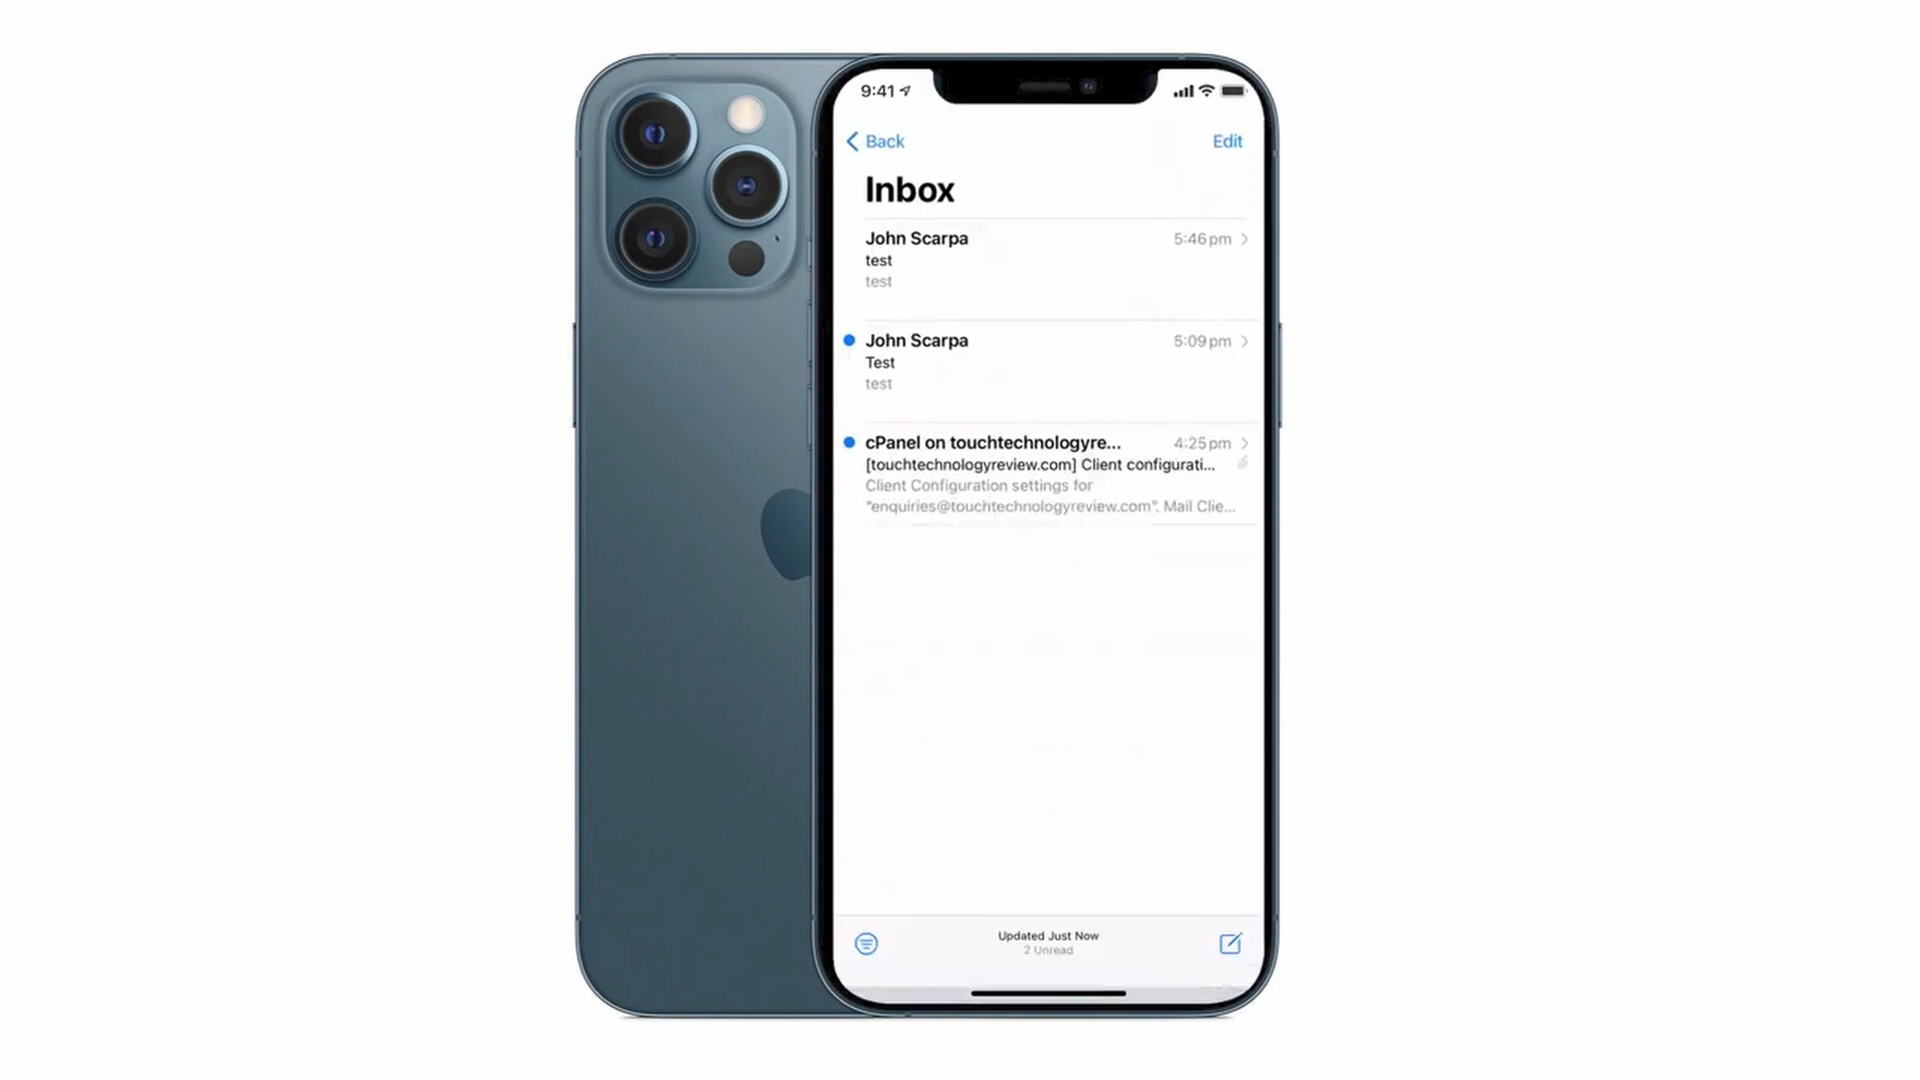 9:41
Back
Edit
Inbox
John Scarpa
5:46 pm
test
test
John Scarpa
5:09 pm
Test
test
cPanel on touchtechnologyre...
4:25 pm
[touchtechnologyreview.com] Client configurati...
Client Configuration settings for
"enquiries@touchtechnologyreview.com". Mail Clie...
Updated Just Now
2 Unread